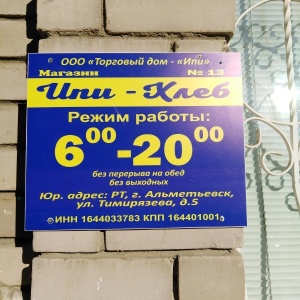 ООО «Торговый дом - «Ипи»
Магазин № 13
Ипи - Хлеб
Режим работы:
6⁰⁰-20⁰⁰
без перерыва на обед
без выходных
Юр. адрес: РТ, г. Альметьевск,
ул. Тимирязева, д.5
ИНН 1644033783 КПП 164401001